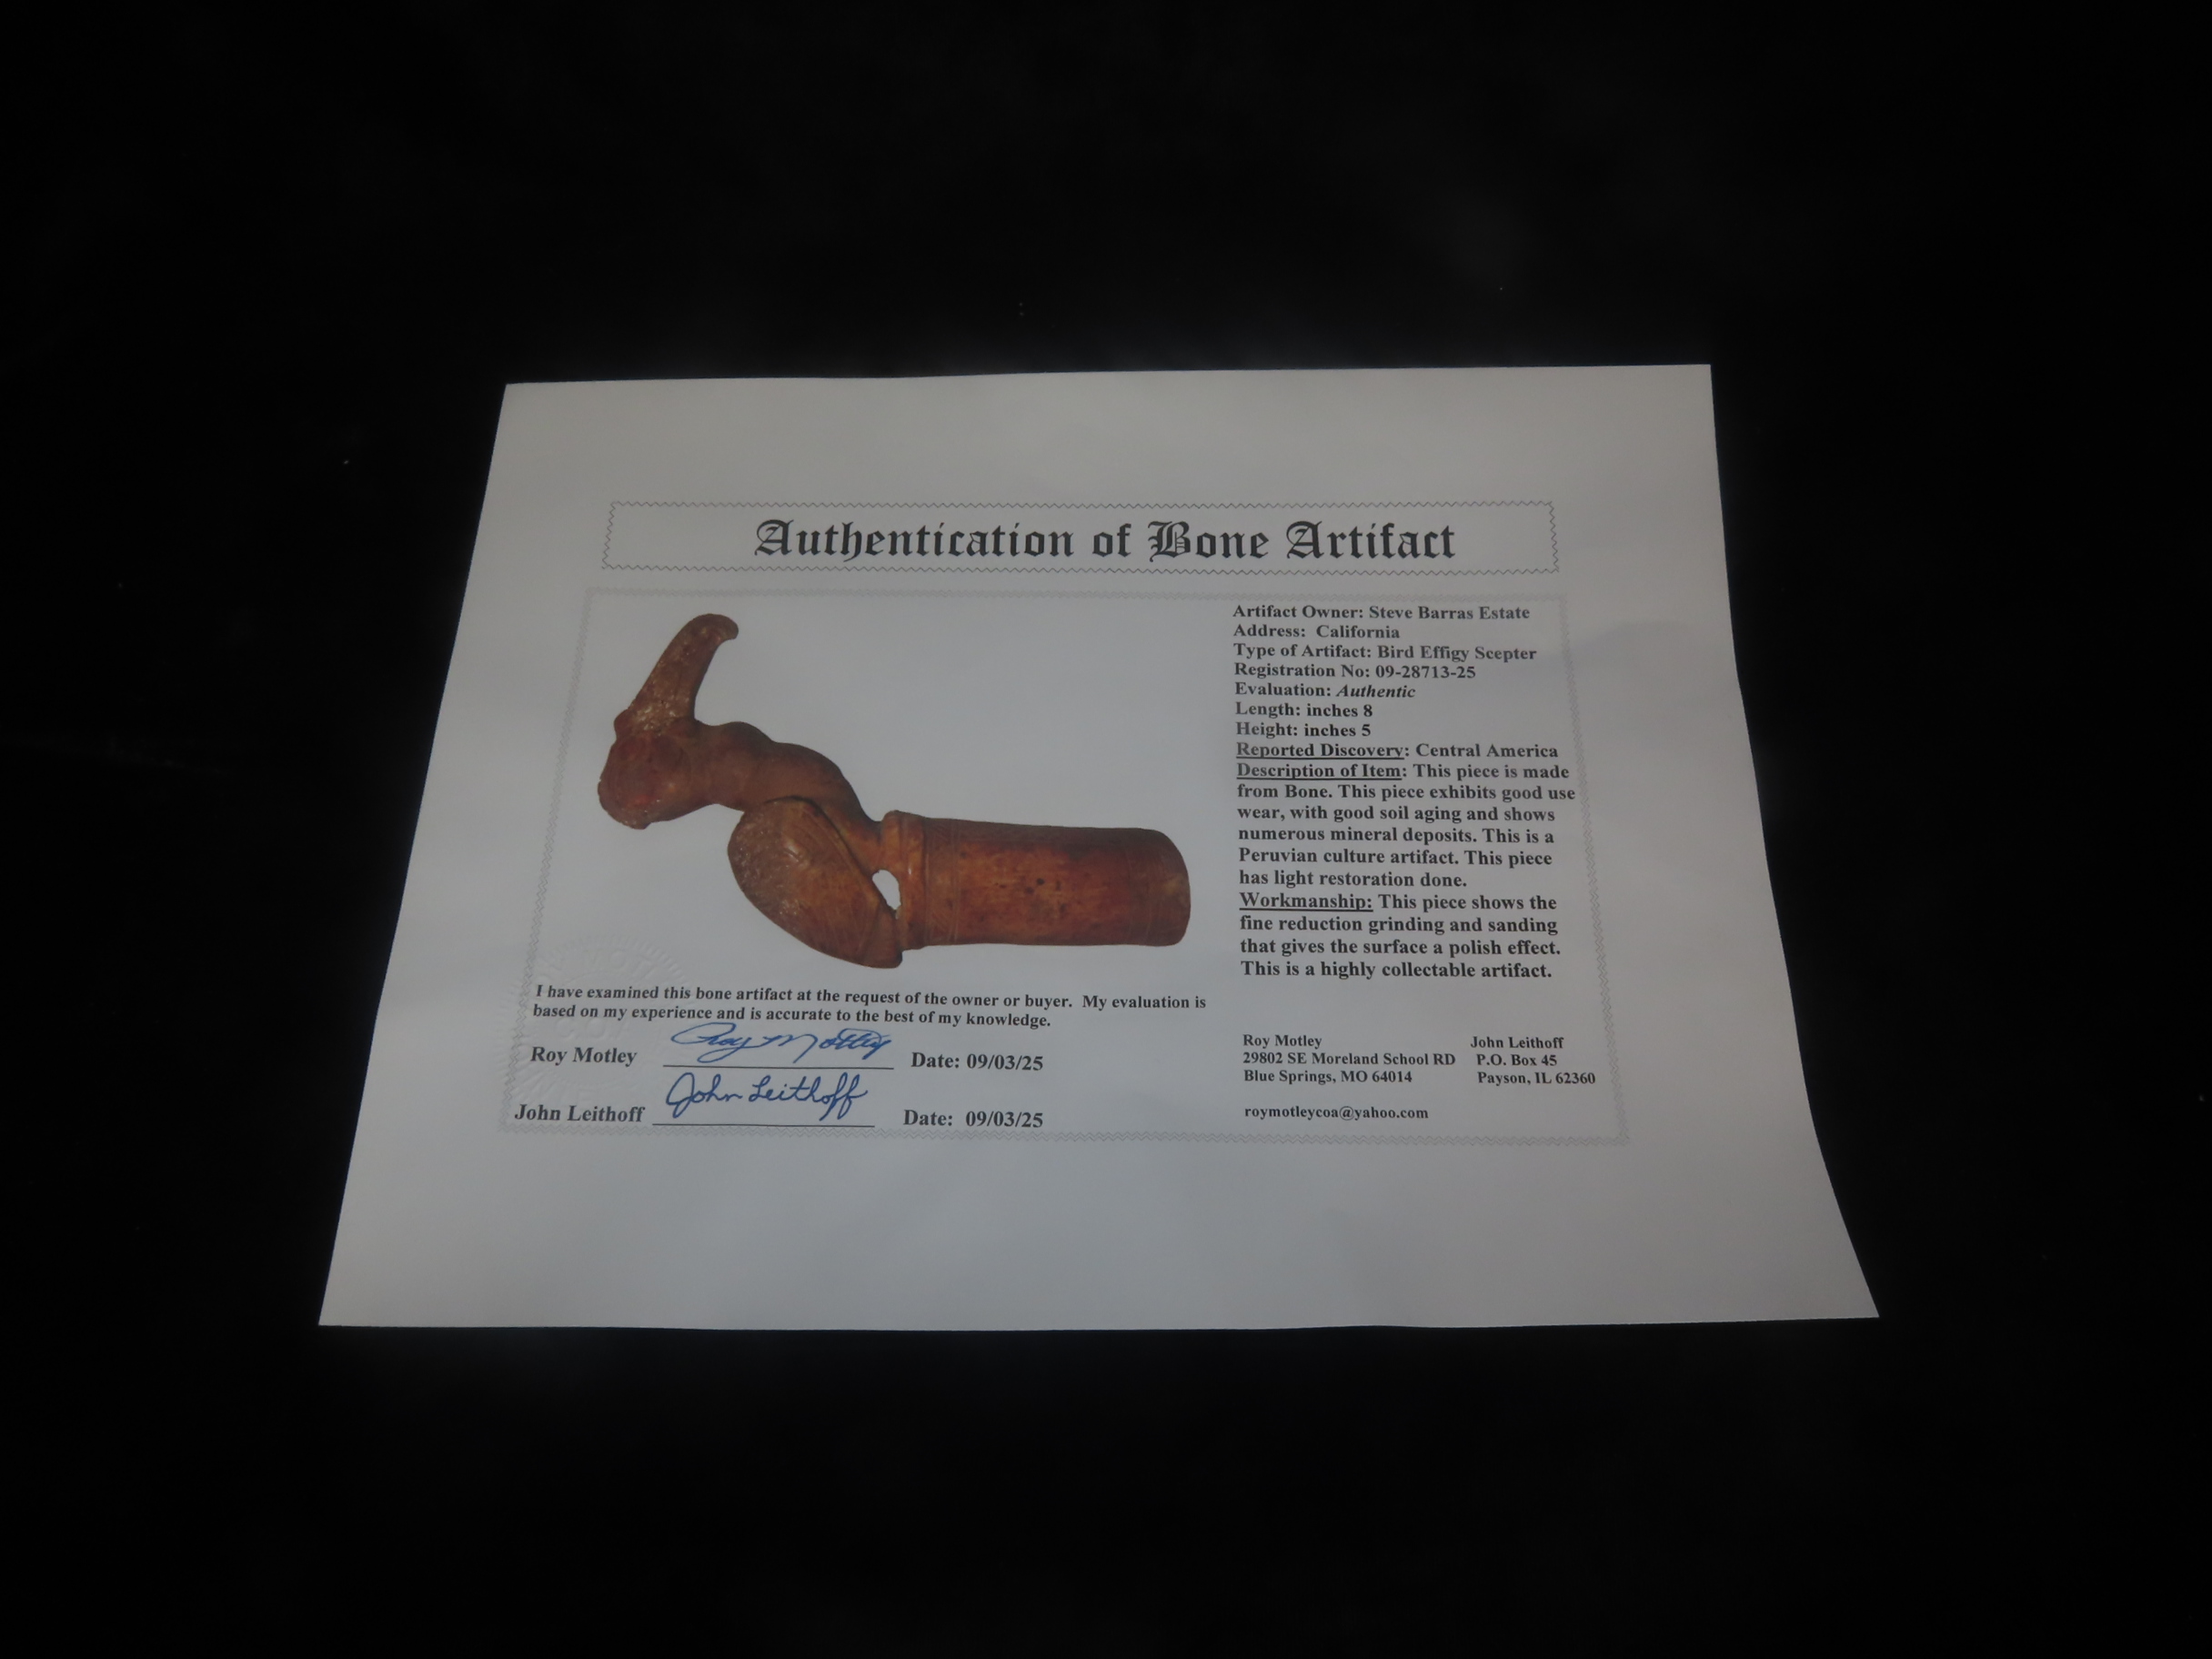 Authentication of Bone Artifact
Artifact Owner: Steve Barras Estate
Address: California
Type of Artifact: Bird Effigy Scepter
Registration No: 09-28713-25
Evaluation: Authentic
Length: inches 8
Height: inches 5
Reported Discovery: Central America
Description of Item: This piece is made
from Bone. This piece exhibits good use
wear, with good soil aging and shows
numerous mineral deposits. This is a
Peruvian culture artifact. This piece
has light restoration done.
Workmanship: This piece shows the
fine reduction grinding and sanding
that gives the surface a polish effect.
This is a highly collectable artifact.
I have examined this bone artifact at the request of the owner or buyer. My evaluation is
based on my experience and is accurate to the best of my knowledge.
Roy Motley Roy Motley Date: 09/03/25
John Leithoff John Leithoff Date: 09/03/25
Roy Motley
29802 SE Moreland School RD
Blue Springs, MO 64014
roymotleycoa@yahoo.com
John Leithoff
P.O. Box 45
Payson, IL 62360